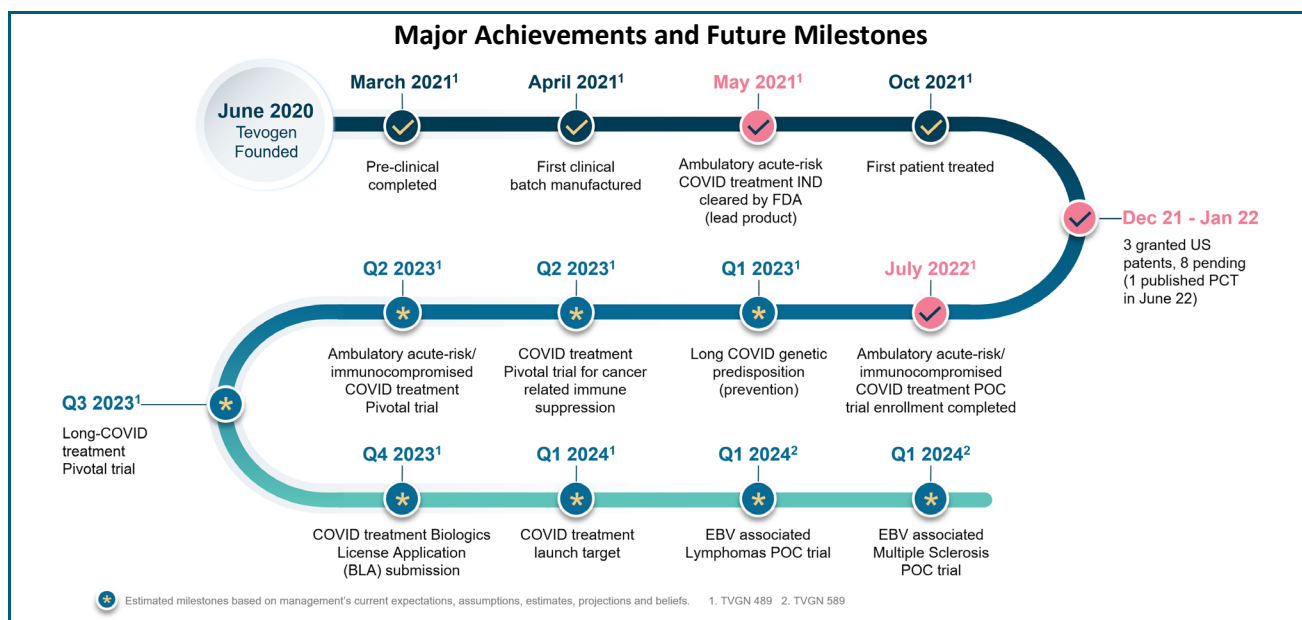 Major Achievements and Future Milestones
June 2020
Tevogen
Founded
March 2021¹
Pre-clinical
completed
April 2021¹
First clinical
batch manufactured
May 2021¹
Ambulatory acute-risk
COVID treatment IND
cleared by FDA
(lead product)
Oct 2021¹
First patient treated
Dec 21 - Jan 22
3 granted US
patents, 8 pending
(1 published PCT
in June 22)
July 2022¹
Ambulatory acute-risk/
immunocompromised
COVID treatment POC
trial enrollment completed
Q1 2023¹
Long COVID genetic
predisposition
(prevention)
Q2 2023¹
COVID treatment
Pivotal trial for cancer
related immune
suppression
Q2 2023¹
Ambulatory acute-risk/
immunocompromised
COVID treatment
Pivotal trial
Q3 2023¹
Long-COVID
treatment
Pivotal trial
Q4 2023¹
COVID treatment Biologics
License Application
(BLA) submission
Q1 2024¹
COVID treatment
launch target
Q1 2024²
EBV associated
Lymphomas POC trial
Q1 2024²
EBV associated
Multiple Sclerosis
POC trial
* Estimated milestones based on management's current expectations, assumptions, estimates, projections and beliefs. 1. TVGN 489 2. TVGN 589